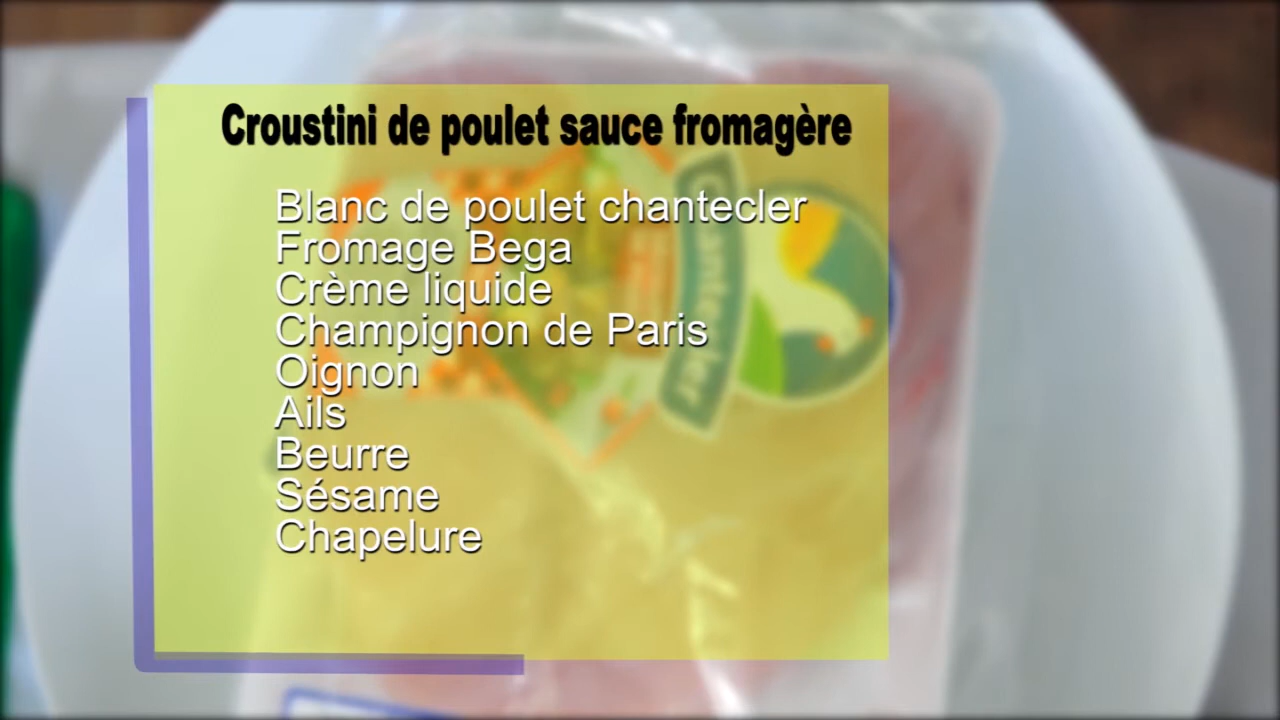 Croustini de poulet sauce fromagère
Blanc de poulet chantecler
Fromage Bega
Crème liquide
Champignon de Paris
Oignon
Ails
Beurre
Sésame
Chapelure
Chantecler